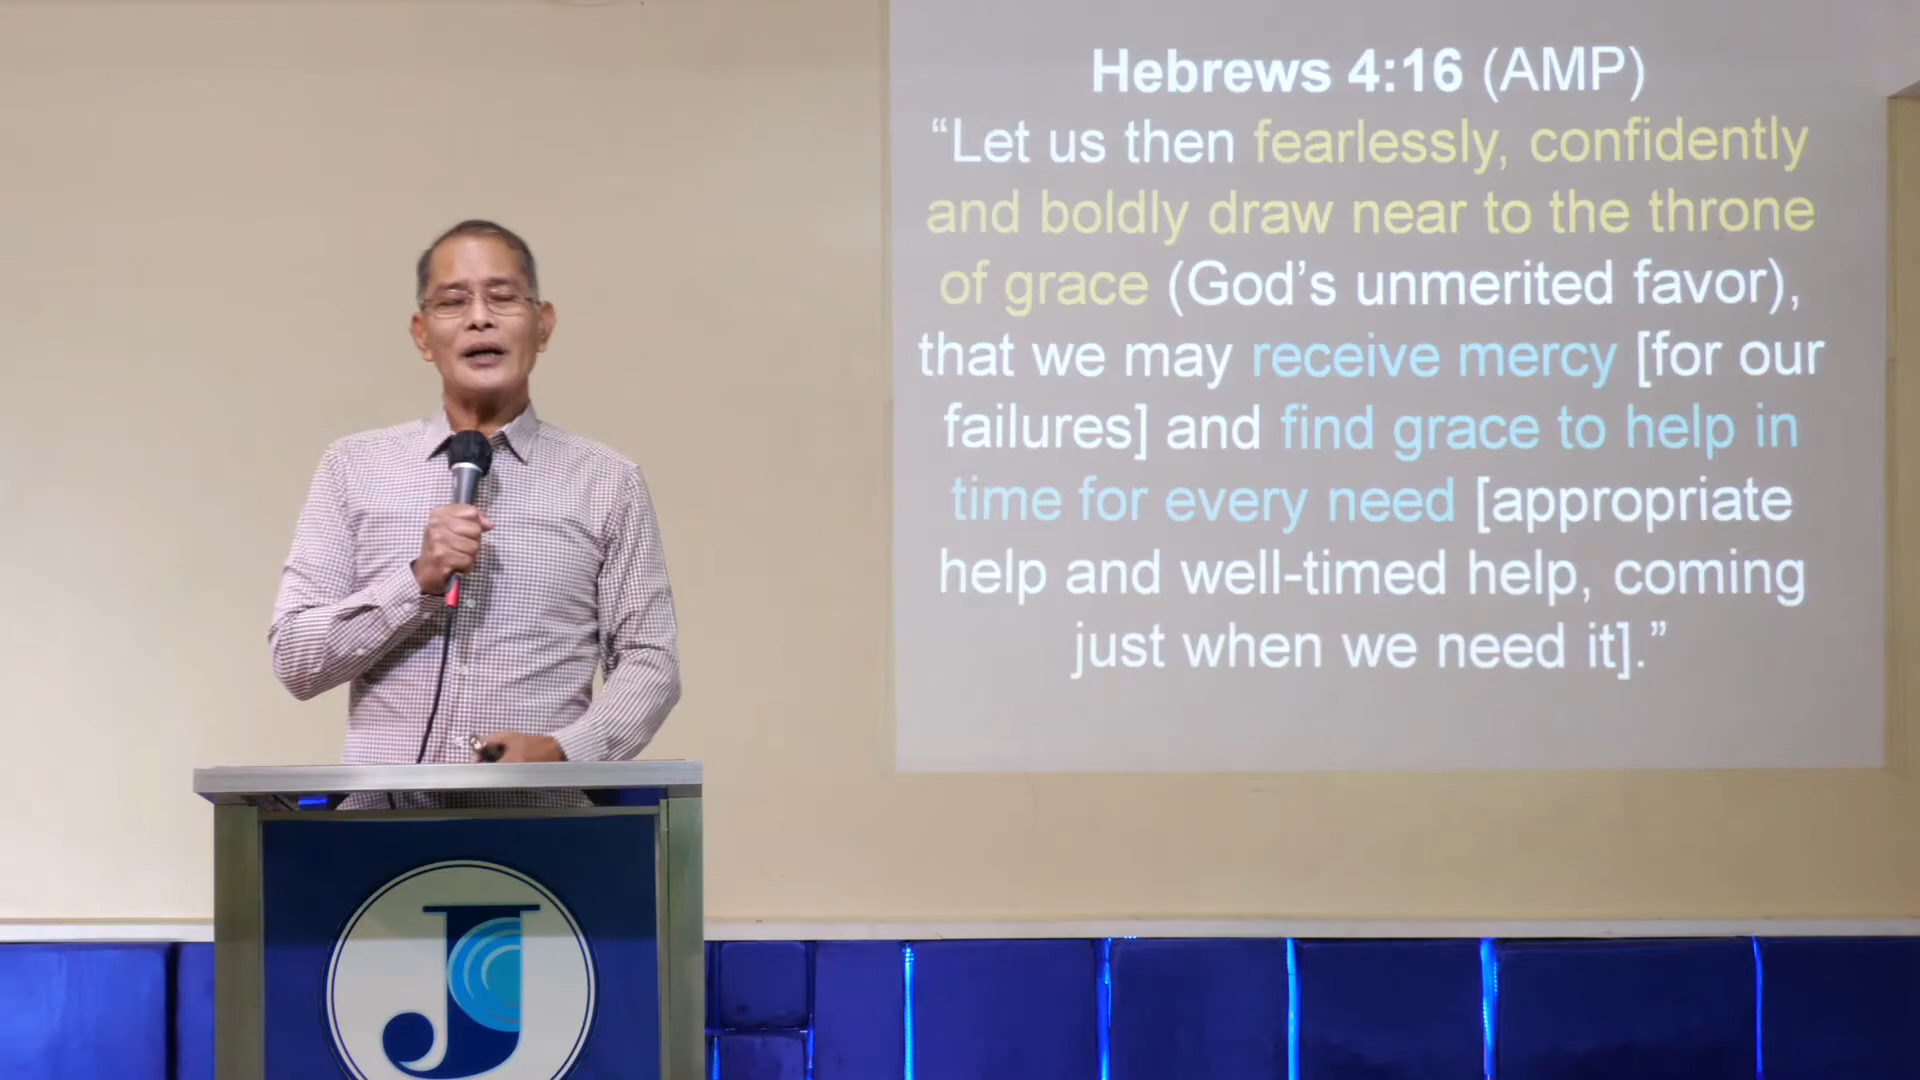 Hebrews 4:16 (AMP)
“Let us then fearlessly, confidently
and boldly draw near to the throne
of grace (God’s unmerited favor),
that we may receive mercy [for our
failures] and find grace to help in
time for every need [appropriate
help and well-timed help, coming
just when we need it].”
J